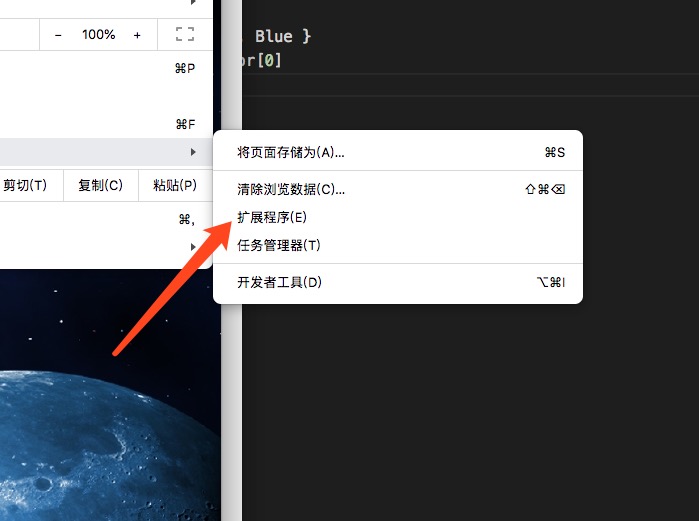 - 100% +
Blue }
or[0]
⌘P
⌘F
将页面存储为(A)... ⌘S
剪切(T) 复制(C) 粘贴(P)
清除浏览数据(C)... ⇧⌘⌫
⌘,
扩展程序(E)
任务管理器(T)
开发者工具(D) ⌥⌘I